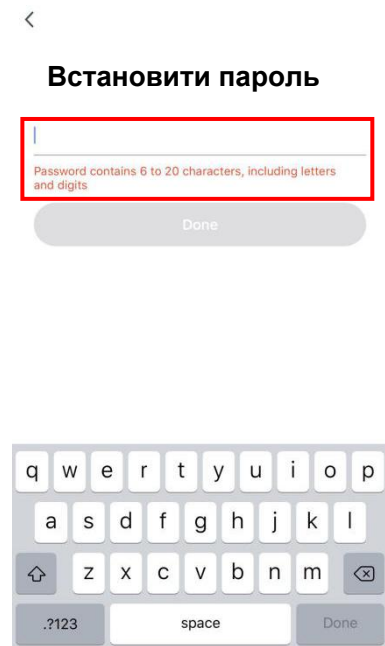 Встановити пароль
Password contains 6 to 20 characters, including letters
and digits
Done
q w e r t y u i o p
a s d f g h j k l
z x c v b n m
.?123 space Done